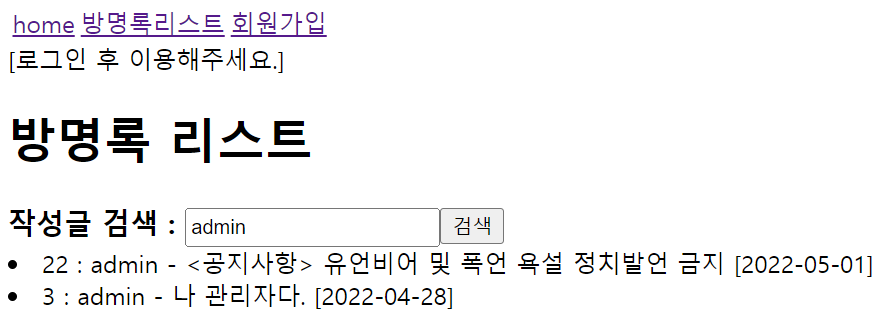 home 방명록리스트 회원가입
[로그인 후 이용해주세요.]
방명록 리스트
작성글 검색 : admin 검색
• 22 : admin - <공지사항> 유언비어 및 폭언 욕설 정치발언 금지 [2022-05-01]
• 3 : admin - 나 관리자다. [2022-04-28]